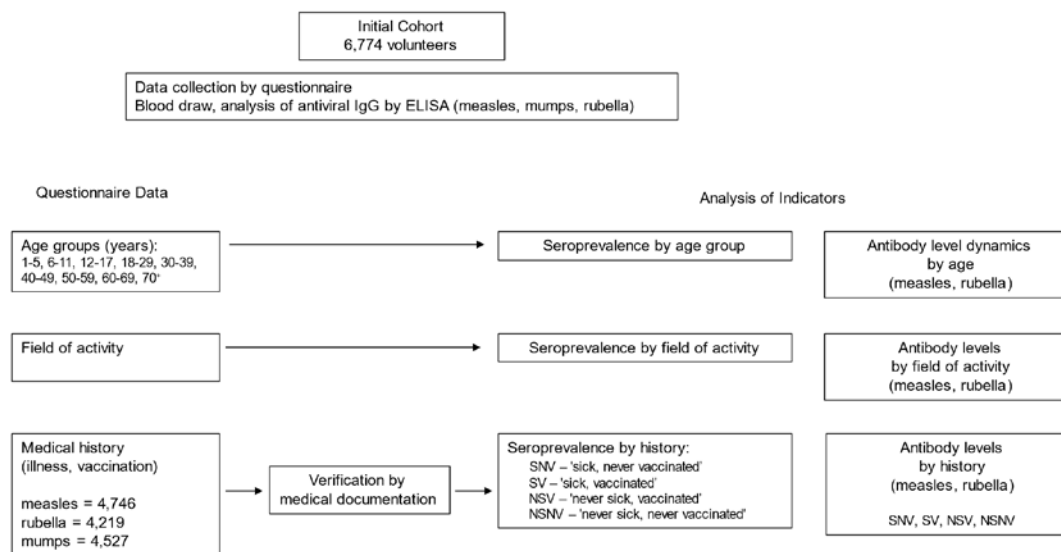 Initial Cohort
6,774 volunteers
Data collection by questionnaire
Blood draw, analysis of antiviral IgG by ELISA (measles, mumps, rubella)
Questionnaire Data
Analysis of Indicators
Age groups (years):
1-5, 6-11, 12-17, 18-29, 30-39,
40-49, 50-59, 60-69, 70⁺
Seroprevalence by age group
Antibody level dynamics
by age
(measles, rubella)
Field of activity
Seroprevalence by field of activity
Antibody levels
by field of activity
(measles, rubella)
Medical history
(illness, vaccination)
measles = 4,746
rubella = 4,219
mumps = 4,527
Verification by
medical documentation
Seroprevalence by history:
SNV – 'sick, never vaccinated'
SV – 'sick, vaccinated'
NSV – 'never sick, vaccinated'
NSNV – 'never sick, never vaccinated'
Antibody levels
by history
(measles, rubella)
SNV, SV, NSV, NSNV